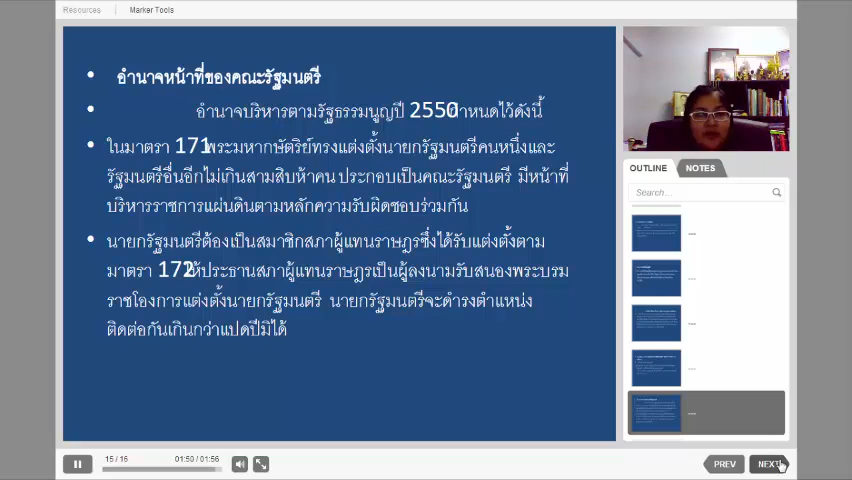 Resources
Marker Tools
อำนาจหน้าที่ของคณะรัฐมนตรี
อำนาจบริหารตามรัฐธรรมนูญปี 2550กำหนดไว้ดังนี้
ในมาตรา 171พระมหากษัตริย์ทรงแต่งตั้งนายกรัฐมนตรีคนหนึ่งและ
รัฐมนตรีอื่นอีกไม่เกินสามสิบห้าคน ประกอบเป็นคณะรัฐมนตรี มีหน้าที่
บริหารราชการแผ่นดินตามหลักความรับผิดชอบร่วมกัน
นายกรัฐมนตรีต้องเป็นสมาชิกสภาผู้แทนราษฎรซึ่งได้รับแต่งตั้งตาม
มาตรา 172ให้ประธานสภาผู้แทนราษฎรเป็นผู้ลงนามรับสนองพระบรม
ราชโองการแต่งตั้งนายกรัฐมนตรี นายกรัฐมนตรีจะดำรงตำแหน่ง
ติดต่อกันเกินกว่าแปดปีมิได้
OUTLINE
NOTES
Search...
15 / 16
01:50 / 01:56
PREV
NEXT